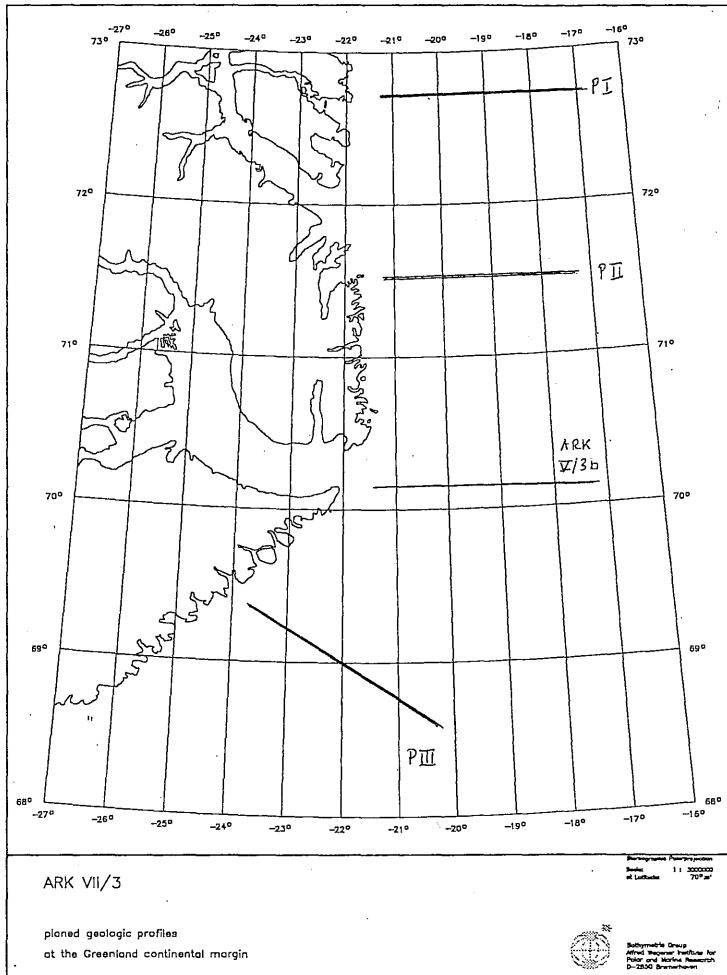 -27° -26° -25° -24° -23° -22° -21° -20° -19° -18° -17° -16°
73° 73°
PI
72° 72°
PII
71° 71°
ARK
V/3b
70° 70°
69° 69°
PIII
68° 68°
-27° -26° -25° -24° -23° -22° -21° -20° -19° -18° -17° -16° -15°
ARK VII/3
planed geologic profiles
at the Greenland continental margin
Stereographic Polarprojection
Scale: 1 : 3000000
at Latitude: 70°
Bathymetric Group
Alfred Wegener Institute for
Polar and Marine Research
D-2850 Bremerhaven